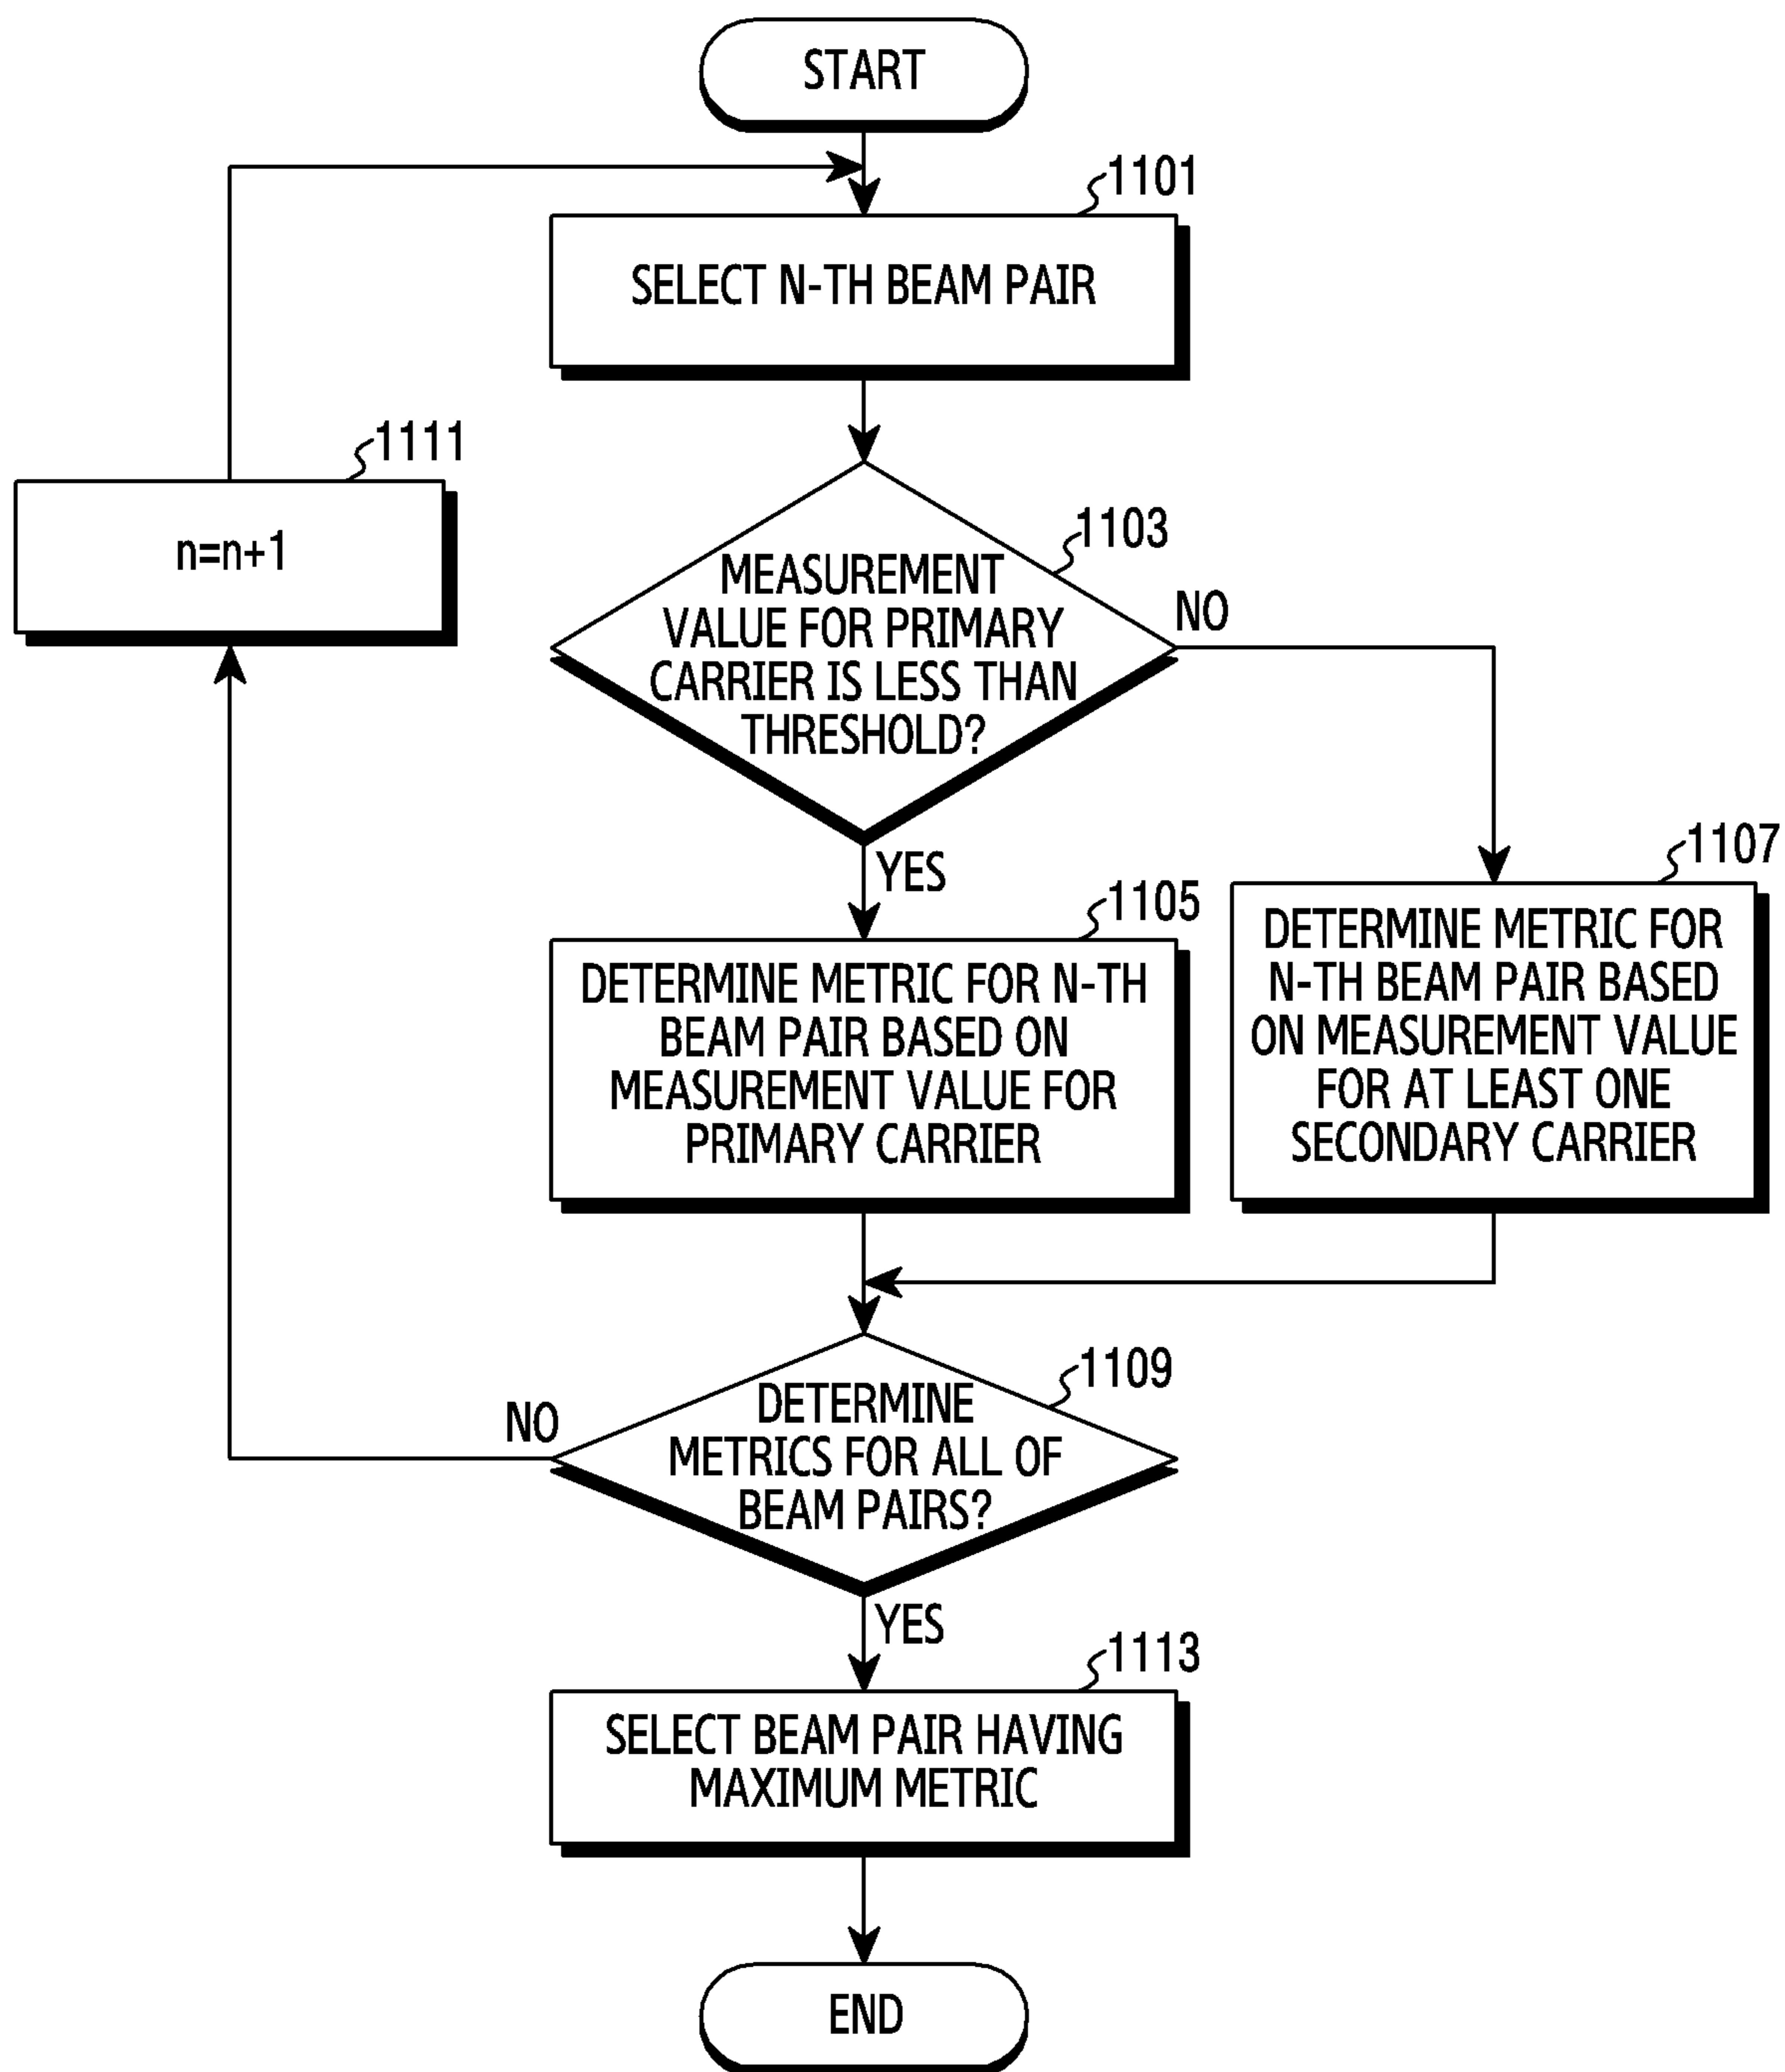 START
1101
SELECT N-TH BEAM PAIR
1111
n=n+1
1103
MEASUREMENT
VALUE FOR PRIMARY
CARRIER IS LESS THAN
THRESHOLD?
NO
YES
1105
DETERMINE METRIC FOR N-TH
BEAM PAIR BASED ON
MEASUREMENT VALUE FOR
PRIMARY CARRIER
1107
DETERMINE METRIC FOR
N-TH BEAM PAIR BASED
ON MEASUREMENT VALUE
FOR AT LEAST ONE
SECONDARY CARRIER
1109
DETERMINE
METRICS FOR ALL OF
BEAM PAIRS?
NO
YES
1113
SELECT BEAM PAIR HAVING
MAXIMUM METRIC
END